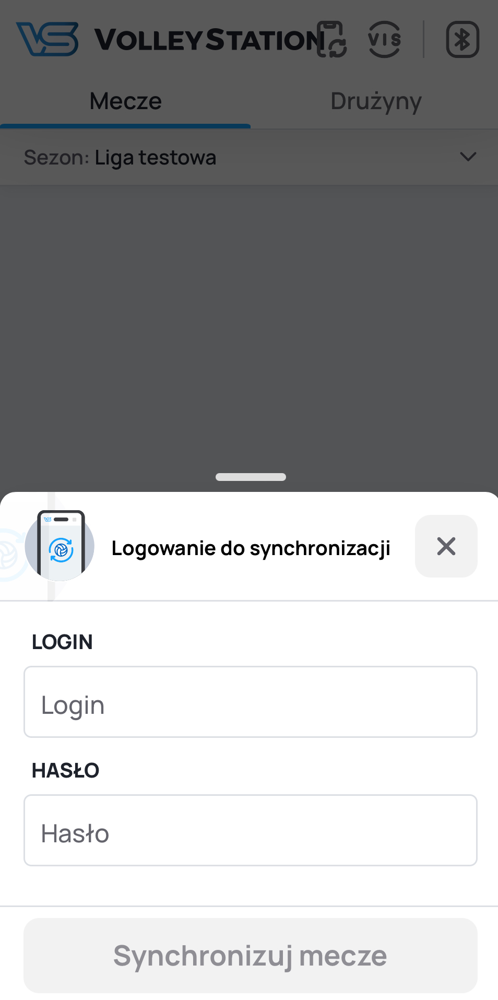 VOLLEYSTATION
VIS
Mecze
Drużyny
Sezon: Liga testowa
Logowanie do synchronizacji
LOGIN
Login
HASŁO
Hasło
Synchronizuj mecze